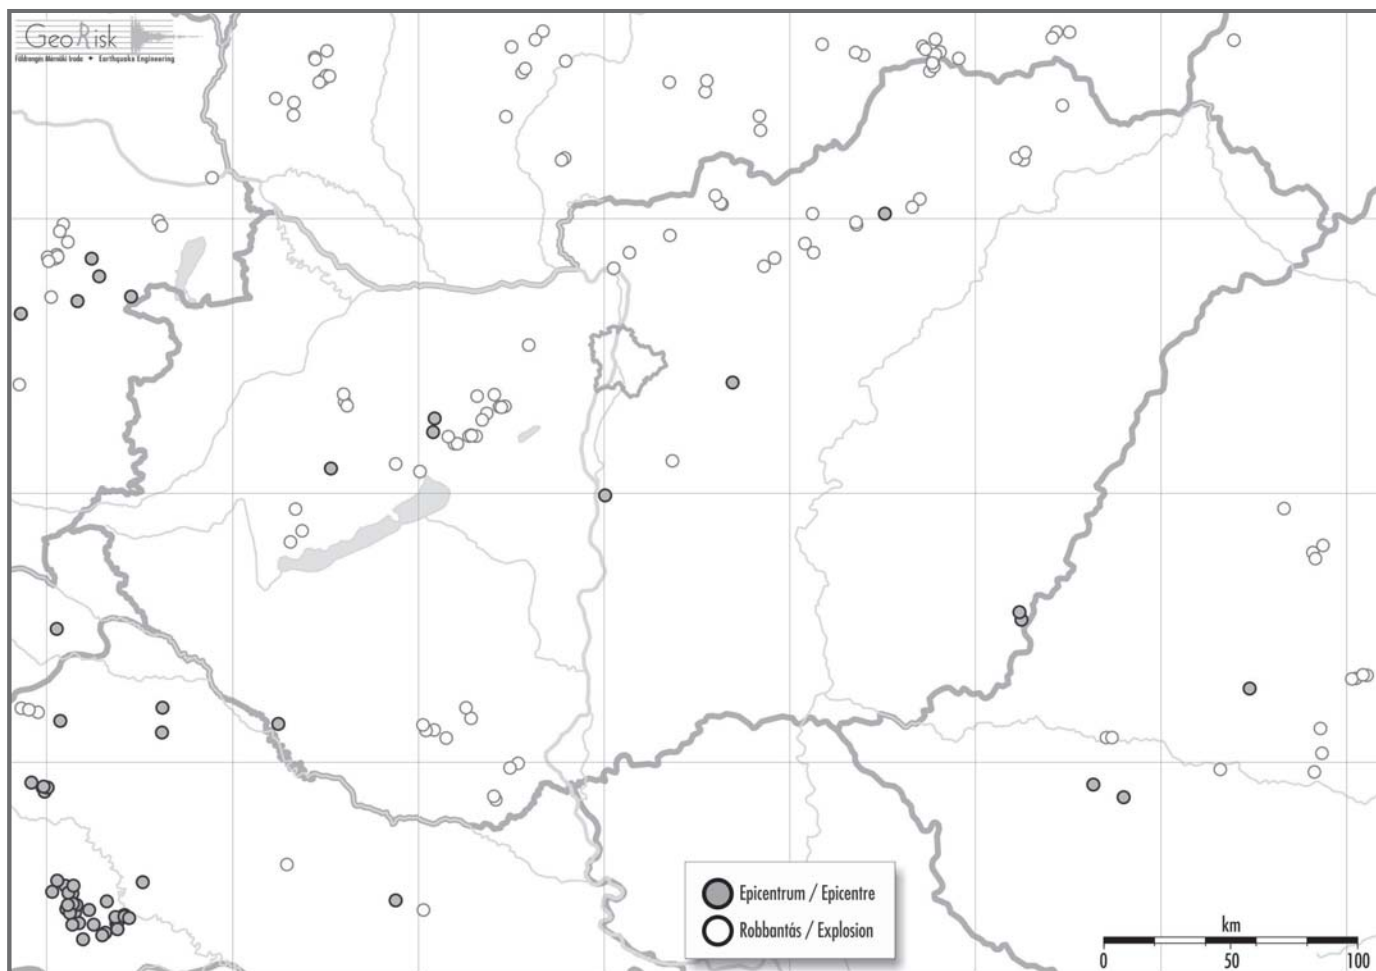 GeoRisk
Földrengés Mérnöki Iroda • Earthquake Engineering
Epicentrum / Epicentre
Robbantás / Explosion
km
0 50 100